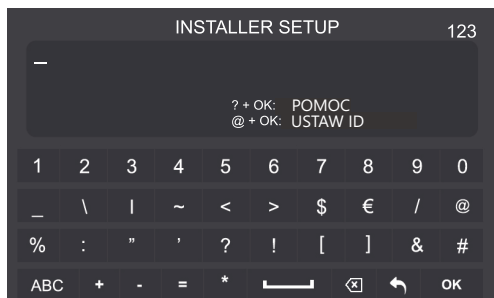 INSTALLER SETUP 123
_
? + OK: POMOC
@ + OK: USTAW ID
1 2 3 4 5 6 7 8 9 0
_ \ | ~ < > $ € / @
% : ” ’ ? ! [ ] & #
ABC + - = * OK